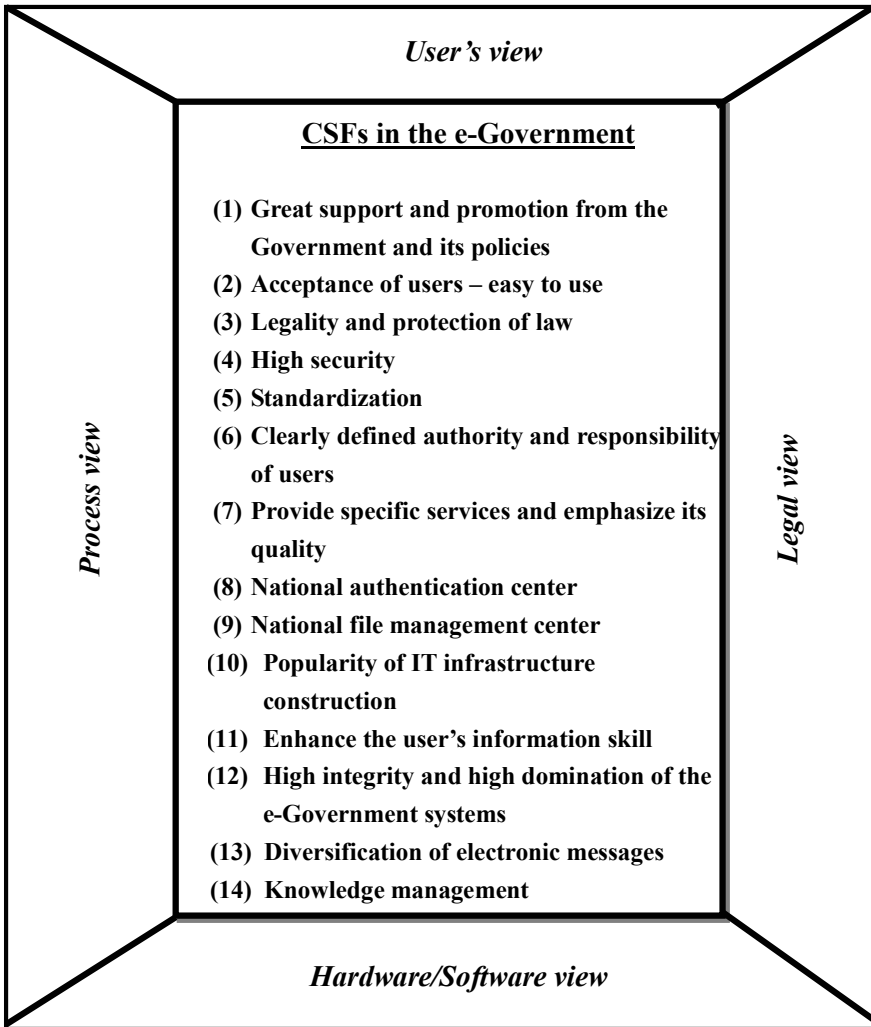 User’s view
CSFs in the e-Government
(1) Great support and promotion from the
Government and its policies
(2) Acceptance of users – easy to use
(3) Legality and protection of law
(4) High security
(5) Standardization
(6) Clearly defined authority and responsibility
of users
(7) Provide specific services and emphasize its
quality
(8) National authentication center
(9) National file management center
(10) Popularity of IT infrastructure
construction
(11) Enhance the user’s information skill
(12) High integrity and high domination of the
e-Government systems
(13) Diversification of electronic messages
(14) Knowledge management
Process view
Legal view
Hardware/Software view